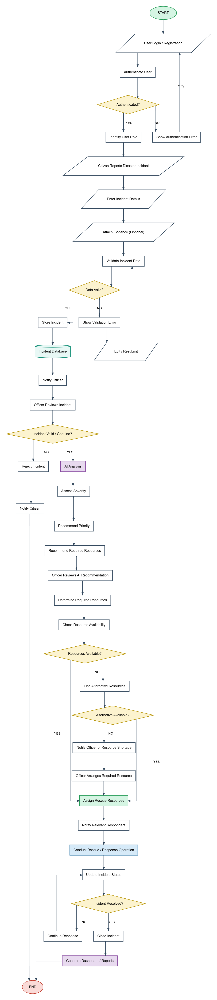 START
User Login / Registration
Authenticate User
Retry
Authenticated?
YES
NO
Identify User Role
Show Authentication Error
Citizen Reports Disaster Incident
Enter Incident Details
Attach Evidence (Optional)
Validate Incident Data
Data Valid?
YES
NO
Store Incident
Show Validation Error
Incident Database
Edit / Resubmit
Notify Officer
Officer Reviews Incident
Incident Valid / Genuine?
NO
YES
Reject Incident
AI Analysis
Assess Severity
Notify Citizen
Recommend Priority
Recommend Required Resources
Officer Reviews AI Recommendation
Determine Required Resources
Check Resource Availability
Resources Available?
NO
Find Alternative Resources
Alternative Available?
YES
NO
Notify Officer of Resource Shortage
YES
Officer Arranges Required Resource
Assign Rescue Resources
Notify Relevant Responders
Conduct Rescue / Response Operation
Update Incident Status
Incident Resolved?
NO
YES
Continue Response
Close Incident
Generate Dashboard / Reports
END